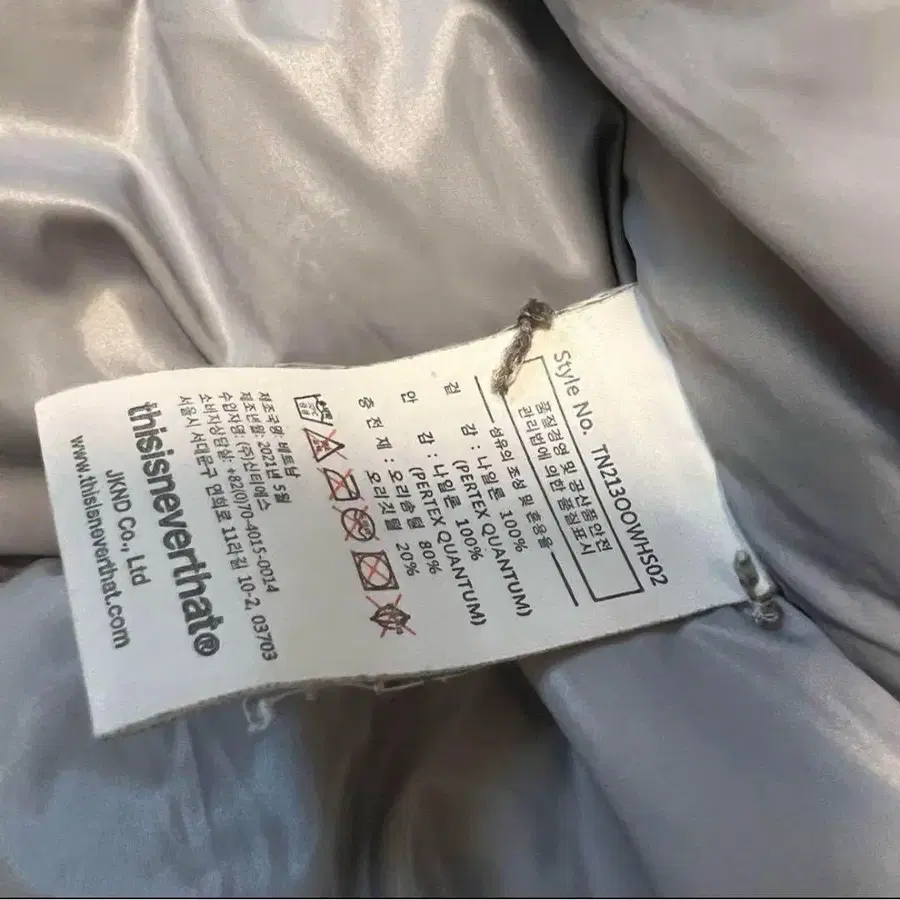 Style No. TN213OOWHS02
품질경영 및 공산품안전
관리법에 의한 품질표시
섬유의 조성 및 혼용율
겉 감 : 나일론 100%
(PERTEX QUANTUM)
안 감 : 나일론 100%
(PERTEX QUANTUM)
충 전 재 : 오리솜털 80%
오리깃털 20%
제조국명: 베트남
제조년월: 2021년 5월
수입자명: (주)신티에스
소비자상담실: +82(0)70-4015-0014
서울시 서대문구 연희로 11라길 10-2, 03703
thisisneverthat®
JKND Co., Ltd
www.thisisneverthat.com